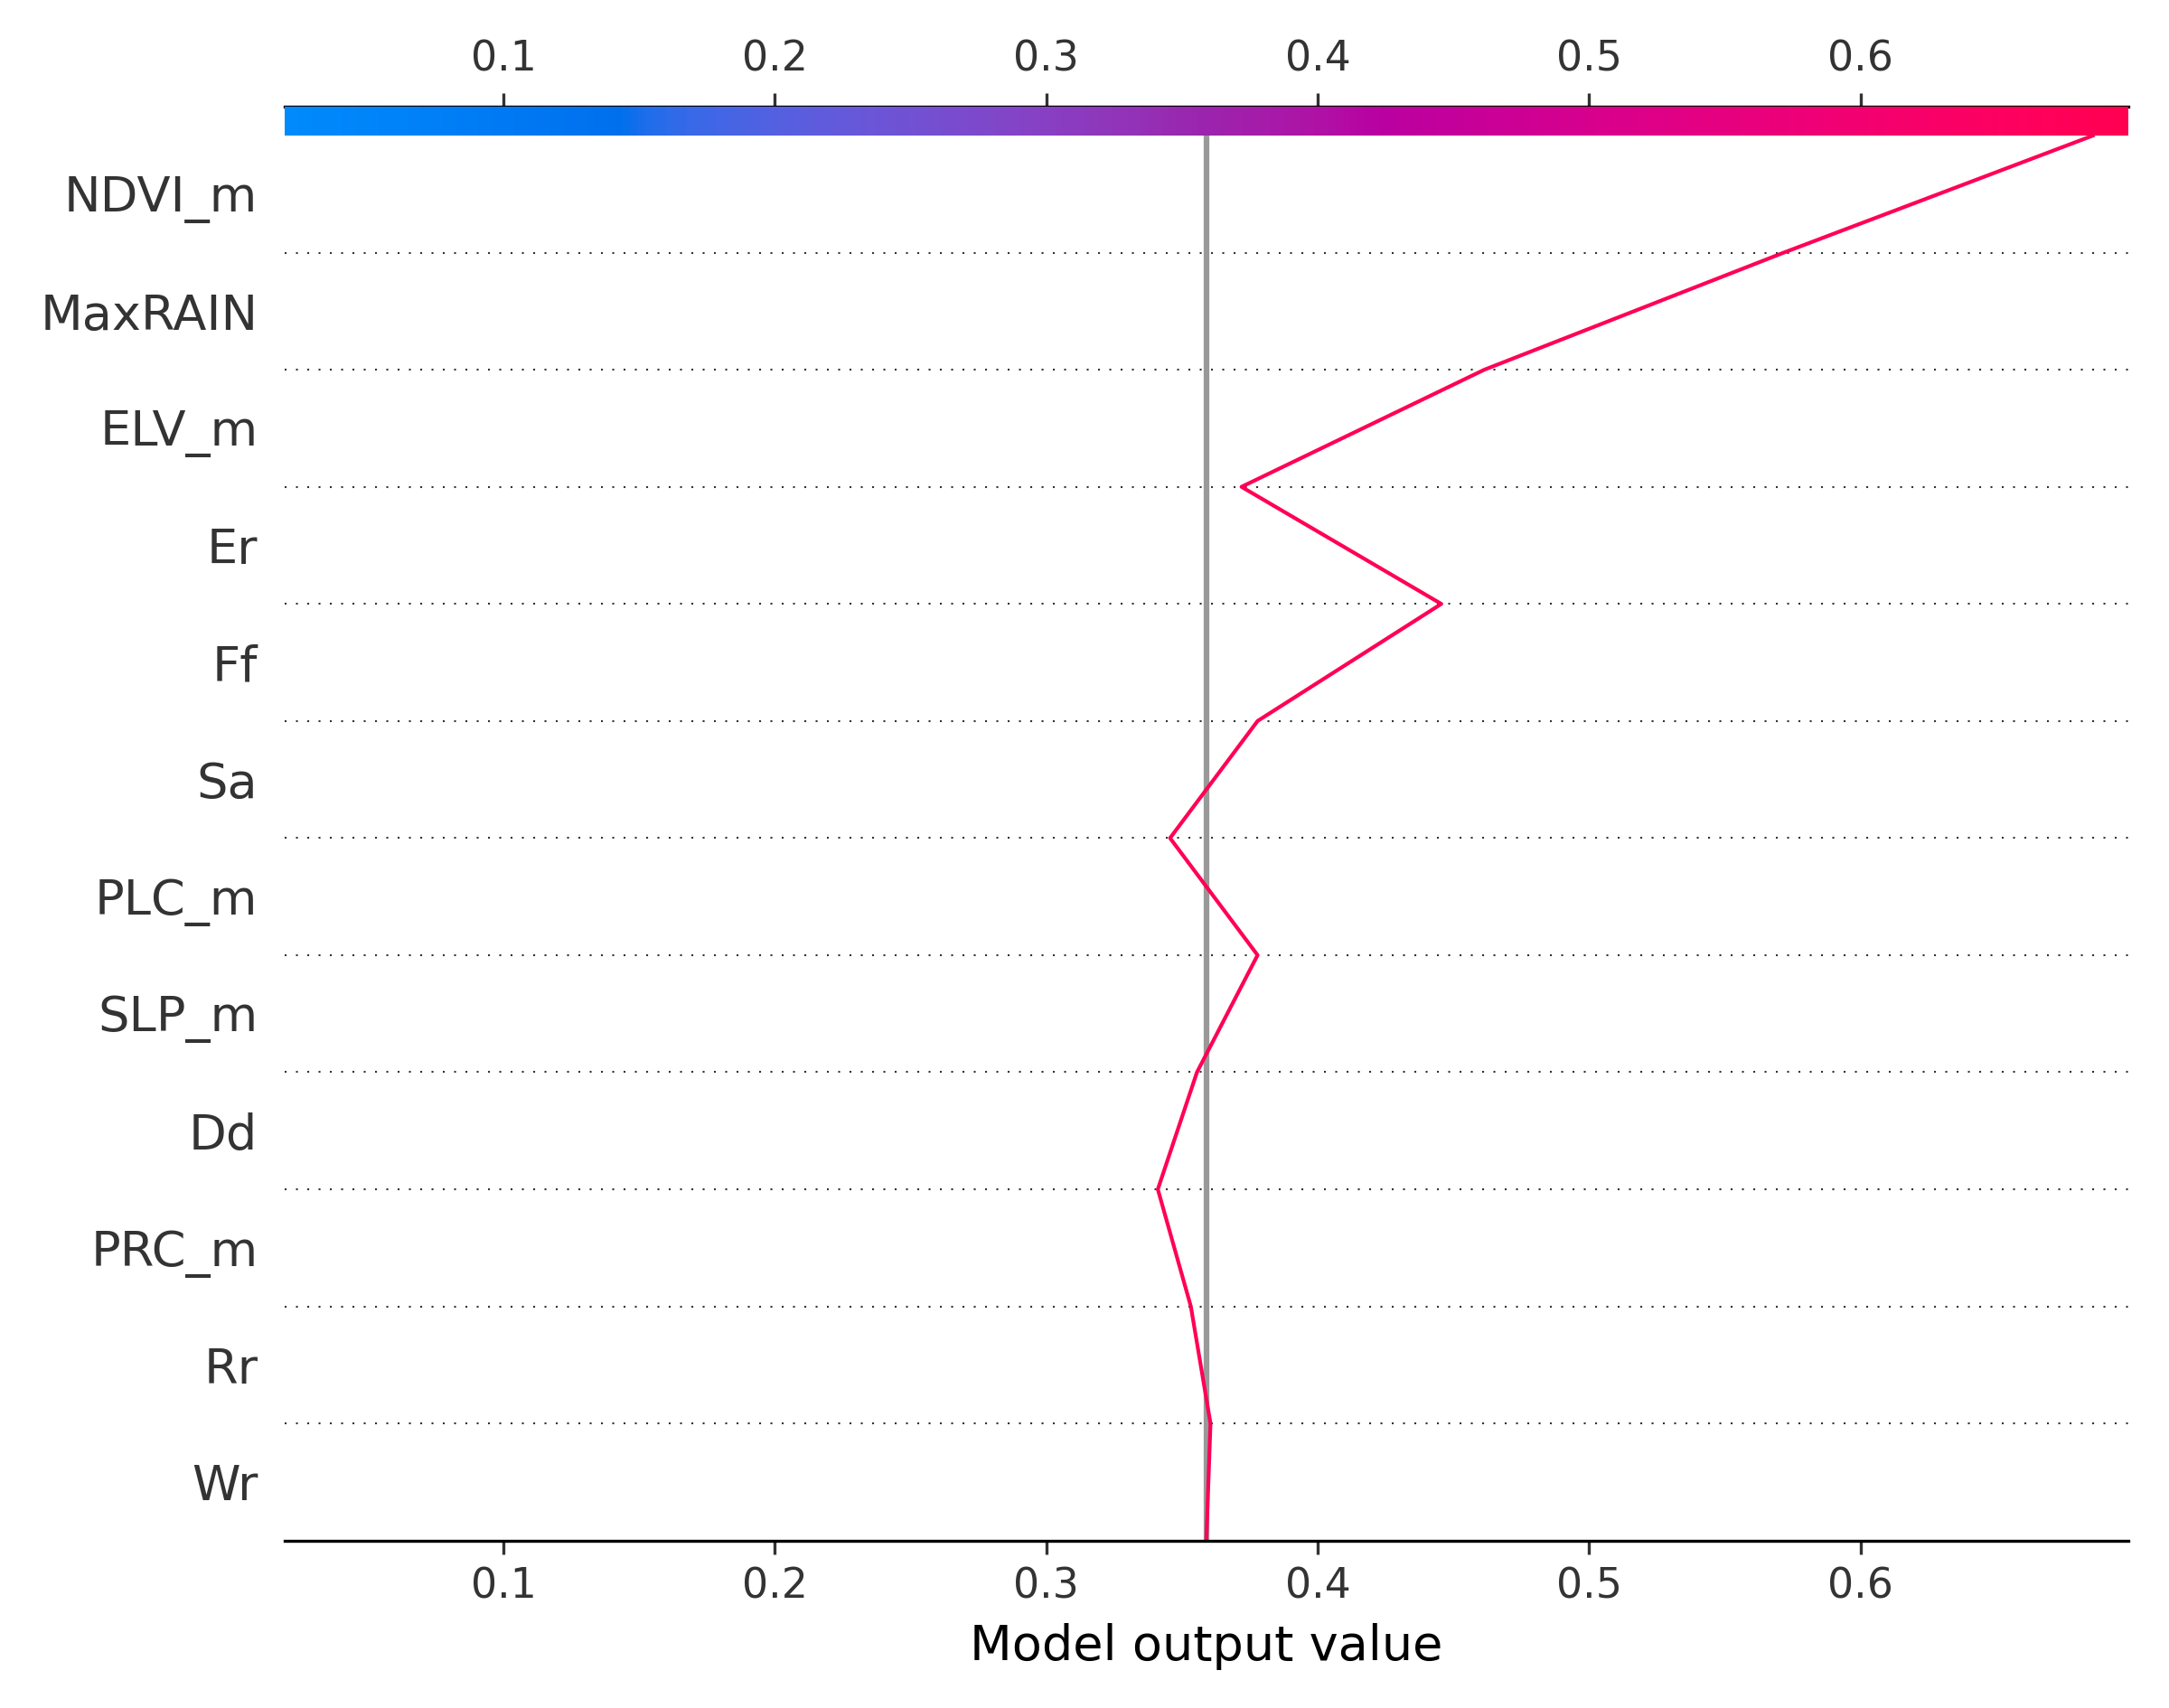 0.1 0.2 0.3 0.4 0.5 0.6
NDVI_m
MaxRAIN
ELV_m
Er
Ff
Sa
PLC_m
SLP_m
Dd
PRC_m
Rr
Wr
0.1 0.2 0.3 0.4 0.5 0.6
Model output value